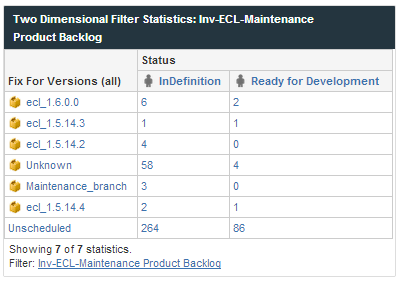 Two Dimensional Filter Statistics: Inv-ECL-Maintenance
Product Backlog
Status
Fix For Versions (all) InDefinition Ready for Development
ecl_1.6.0.0 6 2
ecl_1.5.14.3 1 1
ecl_1.5.14.2 4 0
Unknown 58 4
Maintenance_branch 3 0
ecl_1.5.14.4 2 1
Unscheduled 264 86
Showing 7 of 7 statistics.
Filter: Inv-ECL-Maintenance Product Backlog